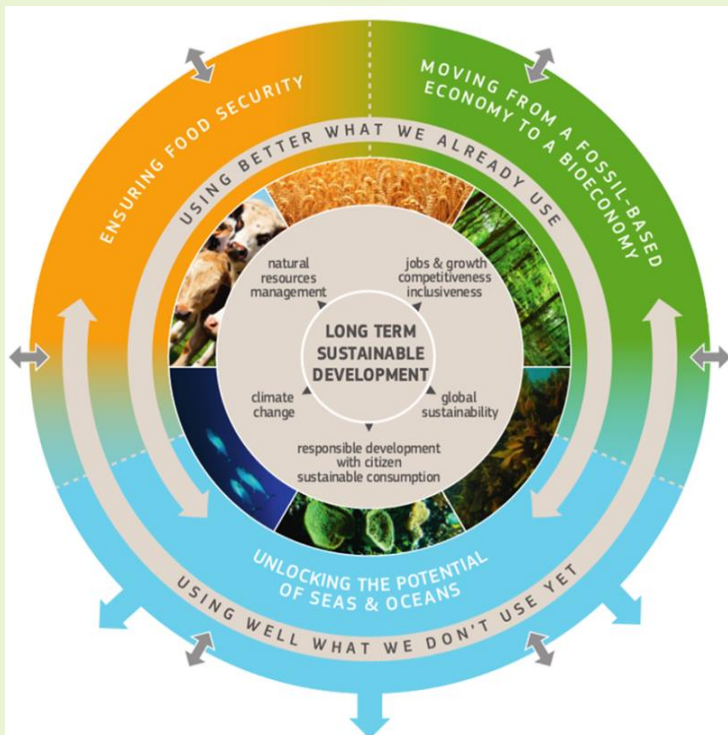 ENSURING FOOD SECURITY
MOVING FROM A FOSSIL-BASED
ECONOMY TO A BIOECONOMY
USING BETTER WHAT WE ALREADY USE
natural
resources
management
jobs & growth
competitiveness
inclusiveness
LONG TERM
SUSTAINABLE
DEVELOPMENT
climate
change
global
sustainability
responsible development
with citizen
sustainable consumption
UNLOCKING THE POTENTIAL
OF SEAS & OCEANS
USING WELL WHAT WE DON'T USE YET